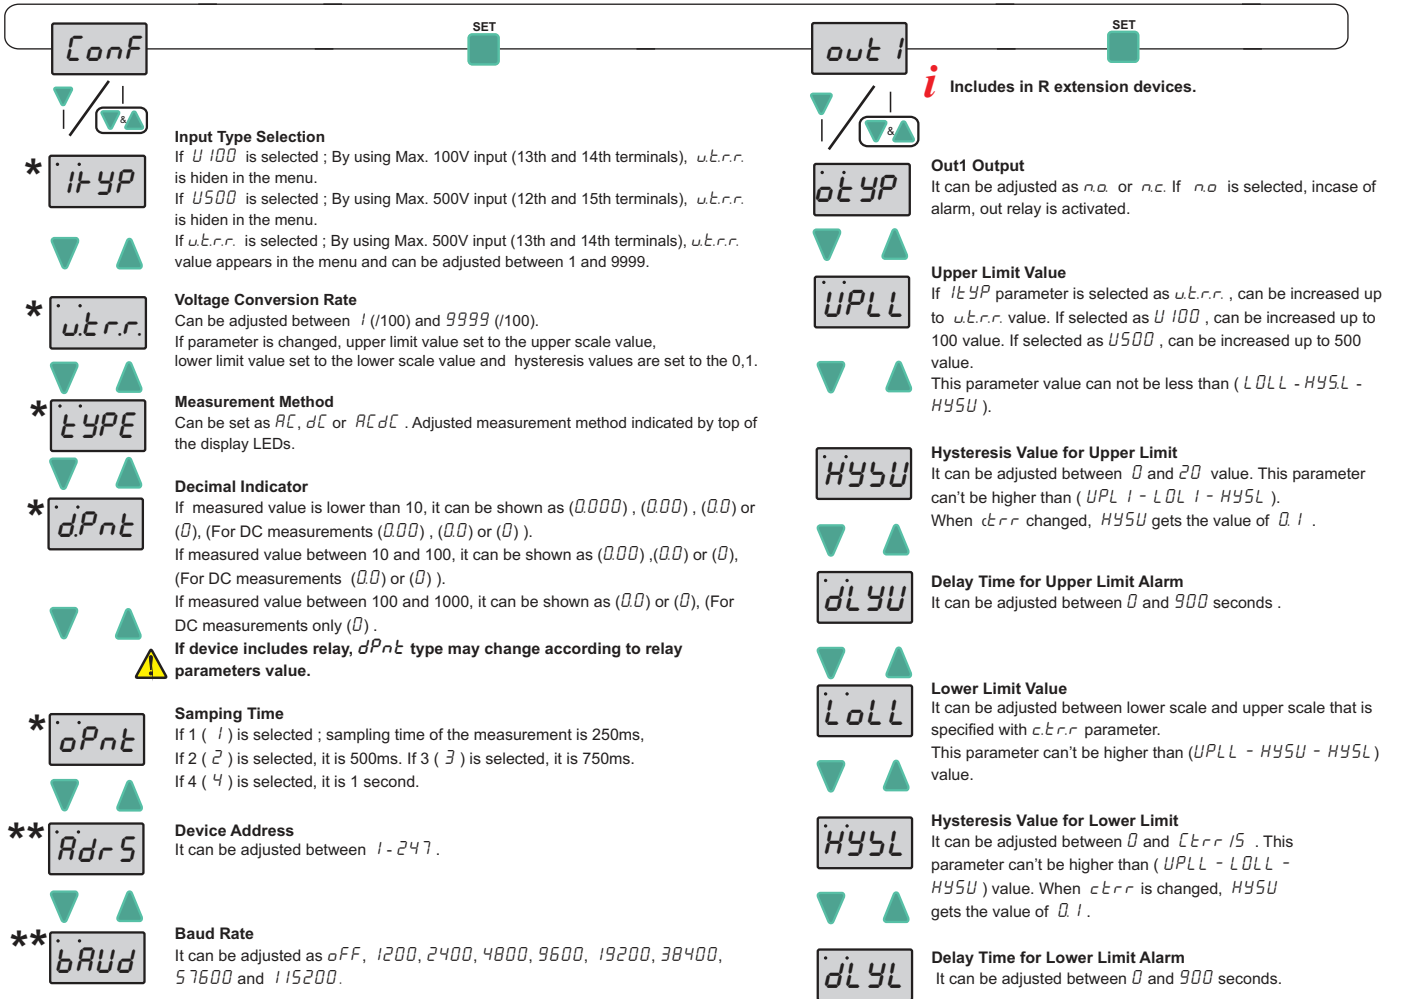 ConF
SET
&
Input Type Selection
* ItYP
If U100 is selected ; By using Max. 100V input (13th and 14th terminals), u.t.r.r.
is hiden in the menu.
If U500 is selected ; By using Max. 500V input (12th and 15th terminals), u.t.r.r.
is hiden in the menu.
If u.t.r.r. is selected ; By using Max. 500V input (13th and 14th terminals), u.t.r.r.
value appears in the menu and can be adjusted between 1 and 9999.
Voltage Conversion Rate
* u.t.r.r.
Can be adjusted between 1 (/100) and 9999 (/100).
If parameter is changed, upper limit value set to the upper scale value,
lower limit value set to the lower scale value and hysteresis values are set to the 0,1.
Measurement Method
* tYPE
Can be set as AC, dC or ACdC . Adjusted measurement method indicated by top of
the display LEDs.
Decimal Indicator
* d.Pnt
If measured value is lower than 10, it can be shown as (0.000) , (0.00) , (0.0) or
(0), (For DC measurements (0.00) , (0.0) or (0) ).
If measured value between 10 and 100, it can be shown as (0.00) ,(0.0) or (0),
(For DC measurements (0.0) or (0) ).
If measured value between 100 and 1000, it can be shown as (0.0) or (0), (For
DC measurements only (0) .
If device includes relay, dPnt type may change according to relay
parameters value.
Samping Time
* oPnt
If 1 ( 1 ) is selected ; sampling time of the measurement is 250ms,
If 2 ( 2 ) is selected, it is 500ms. If 3 ( 3 ) is selected, it is 750ms.
If 4 ( 4 ) is selected, it is 1 second.
Device Address
** AdrS
It can be adjusted between 1 - 247 .
Baud Rate
** bAUd
It can be adjusted as oFF, 1200, 2400, 4800, 9600, 19200, 38400,
57600 and 115200.
out 1
SET
i Includes in R extension devices.
&
Out1 Output
otYP
It can be adjusted as n.o. or n.c. If n.o is selected, incase of
alarm, out relay is activated.
Upper Limit Value
UPLL
If ItYP parameter is selected as u.t.r.r. , can be increased up
to u.t.r.r. value. If selected as U 100 , can be increased up to
100 value. If selected as U500 , can be increased up to 500
value.
This parameter value can not be less than ( LOLL - HYS.L -
HYSU ).
Hysteresis Value for Upper Limit
HYSU
It can be adjusted between 0 and 20 value. This parameter
can't be higher than ( UPL 1 - LOL 1 - HYSL ).
When ctrr changed, HYSU gets the value of 0.1 .
Delay Time for Upper Limit Alarm
dLYU
It can be adjusted between 0 and 900 seconds .
Lower Limit Value
LoLL
It can be adjusted between lower scale and upper scale that is
specified with c.tr.r parameter.
This parameter can't be higher than (UPLL - HYSU - HYSL )
value.
Hysteresis Value for Lower Limit
HYSL
It can be adjusted between 0 and Ctrr /5 . This
parameter can't be higher than ( UPLL - LOLL -
HYSU ) value. When ctrr is changed, HYSU
gets the value of 0.1 .
Delay Time for Lower Limit Alarm
dLYL
It can be adjusted between 0 and 900 seconds.